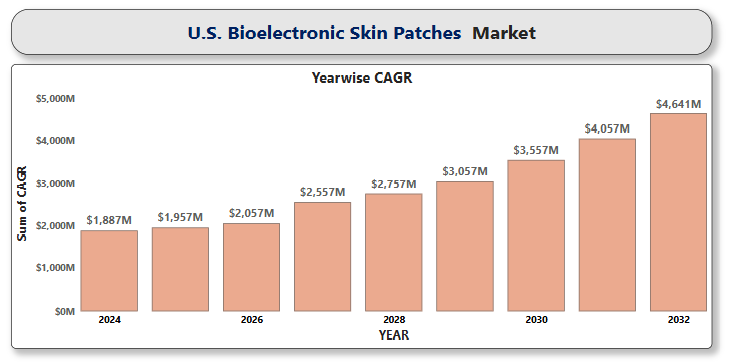 U.S. Bioelectronic Skin Patches Market
Yearwise CAGR
$5,000M
$4,000M
$3,000M
$2,000M
$1,000M
$0M
Sum of CAGR
$1,887M
$1,957M
$2,057M
$2,557M
$2,757M
$3,057M
$3,557M
$4,057M
$4,641M
2024 2026 2028 2030 2032
YEAR